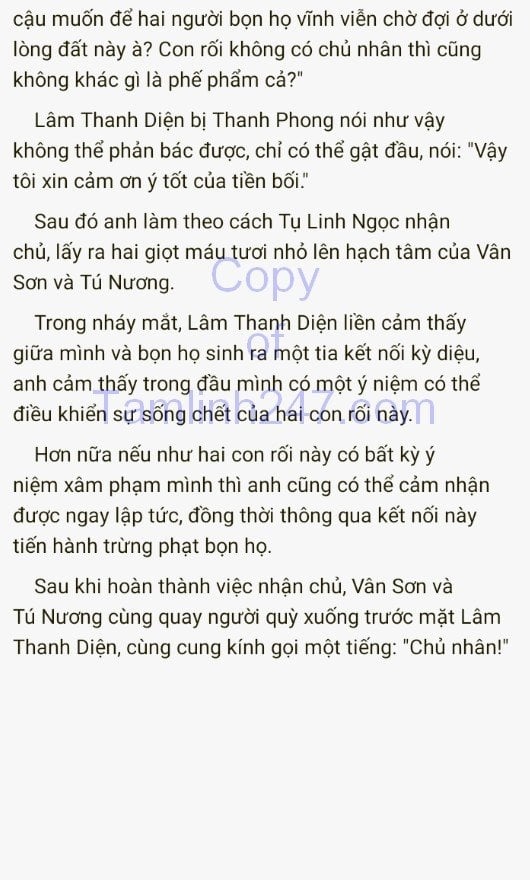 cậu muốn để hai người bọn họ vĩnh viễn chờ đợi ở dưới
lòng đất này à? Con rối không có chủ nhân thì cũng
không khác gì là phế phẩm cả?"
Lâm Thanh Diện bị Thanh Phong nói như vậy
không thể phản bác được, chỉ có thể gật đầu, nói: "Vậy
tôi xin cảm ơn ý tốt của tiền bối."
Sau đó anh làm theo cách Tụ Linh Ngọc nhận
chủ, lấy ra hai giọt máu tươi nhỏ lên hạch tâm của Vân
Sơn và Tú Nương.
Copy
Trong nháy mắt, Lâm Thanh Diện liền cảm thấy
of
giữa mình và bọn họ sinh ra một tia kết nối kỳ diệu,
anh cảm thấy trong đầu mình có một ý niệm có thể
Tamlinh247.com
điều khiển sự sống chết của hai con rối này.
Hơn nữa nếu như hai con rối này có bất kỳ ý
niệm xâm phạm mình thì anh cũng có thể cảm nhận
được ngay lập tức, đồng thời thông qua kết nối này
tiến hành trừng phạt bọn họ.
Sau khi hoàn thành việc nhận chủ, Vân Sơn và
Tú Nương cùng quay người quỳ xuống trước mặt Lâm
Thanh Diện, cùng cung kính gọi một tiếng: "Chủ nhân!"